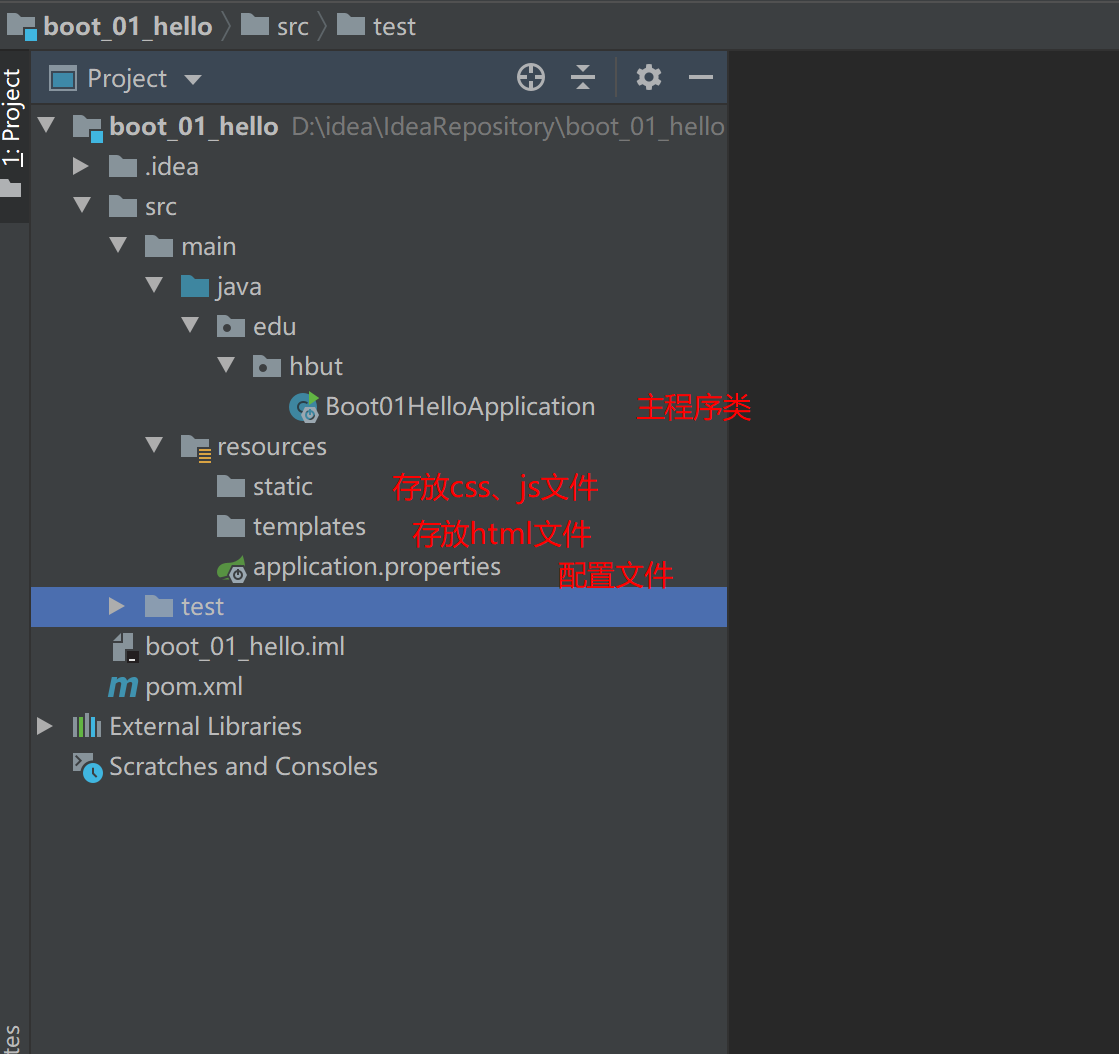 boot_01_hello src test
1: Project
Project
boot_01_hello D:\idea\IdeaRepository\boot_01_hello
.idea
src
main
java
edu
hbut
Boot01HelloApplication 主程序类
resources
static 存放css、js文件
templates 存放html文件
application.properties 配置文件
test
boot_01_hello.iml
pom.xml
External Libraries
Scratches and Consoles